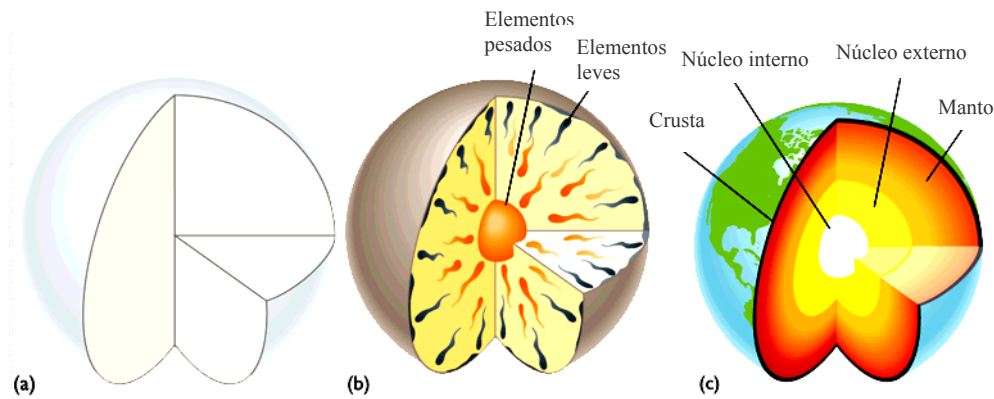 Elementos
pesados
Elementos
leves
Núcleo interno
Núcleo externo
Crusta
Manto
(a)
(b)
(c)